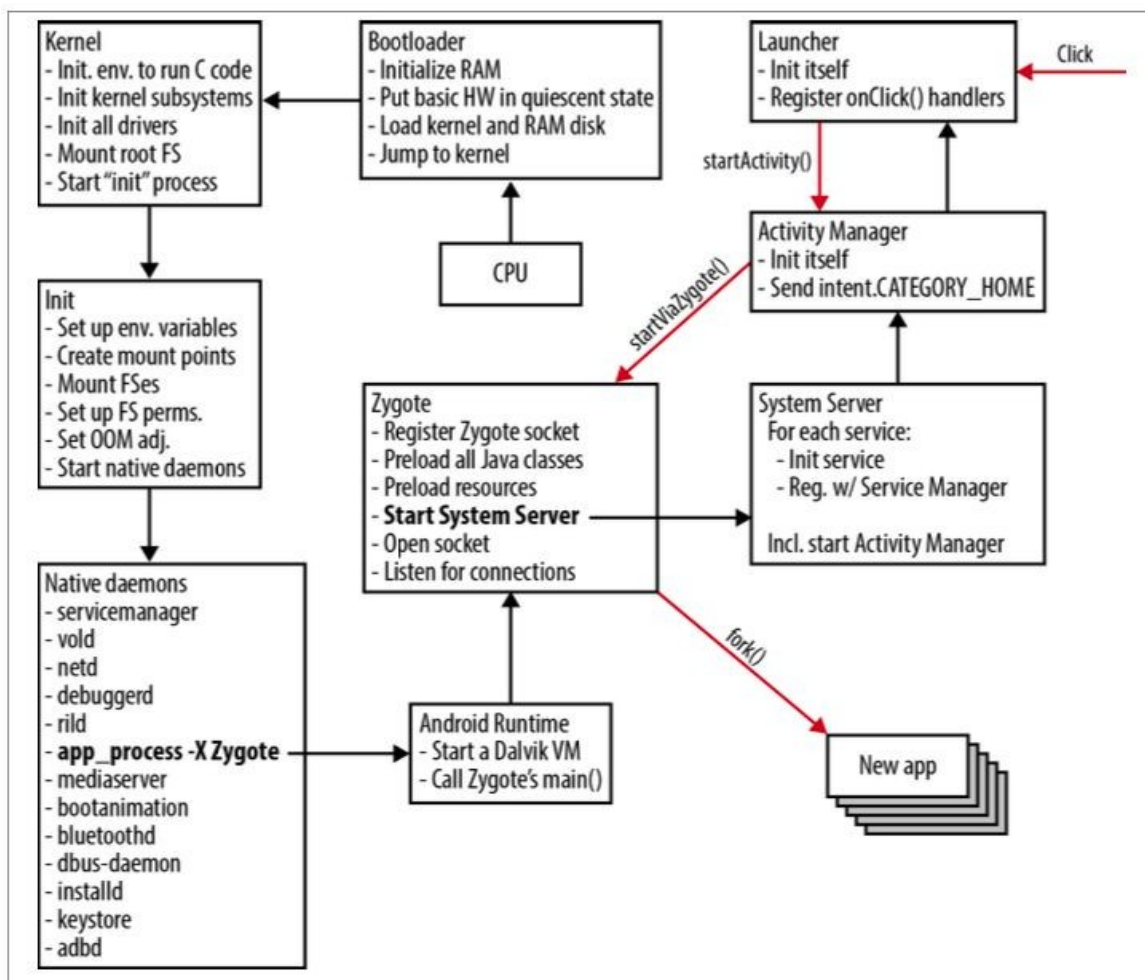 Kernel
- Init. env. to run C code
- Init kernel subsystems
- Init all drivers
- Mount root FS
- Start “init” process
Bootloader
- Initialize RAM
- Put basic HW in quiescent state
- Load kernel and RAM disk
- Jump to kernel
Launcher
- Init itself
- Register onClick() handlers
Click
startActivity()
CPU
Activity Manager
- Init itself
- Send intent.CATEGORY_HOME
startViaZygote()
Init
- Set up env. variables
- Create mount points
- Mount FSes
- Set up FS perms.
- Set OOM adj.
- Start native daemons
Zygote
- Register Zygote socket
- Preload all Java classes
- Preload resources
- Start System Server
- Open socket
- Listen for connections
System Server
For each service:
- Init service
- Reg. w/ Service Manager
Incl. start Activity Manager
Native daemons
- servicemanager
- vold
- netd
- debuggerd
- rild
- app_process -X Zygote
- mediaserver
- bootanimation
- bluetoothd
- dbus-daemon
- installd
- keystore
- adbd
Android Runtime
- Start a Dalvik VM
- Call Zygote’s main()
fork()
New app